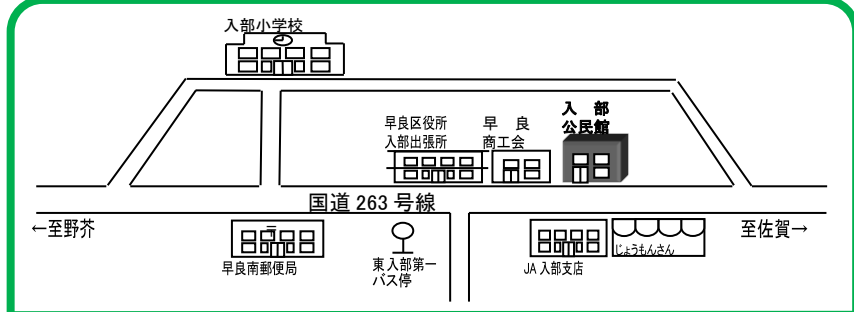 入部小学校
早良区役所
入部出張所
早 良
商工会
入 部
公民館
国道 263 号線
←至野芥
至佐賀→
〒
早良南郵便局
東入部第一
バス停
JA 入部支店
じょうもんさん